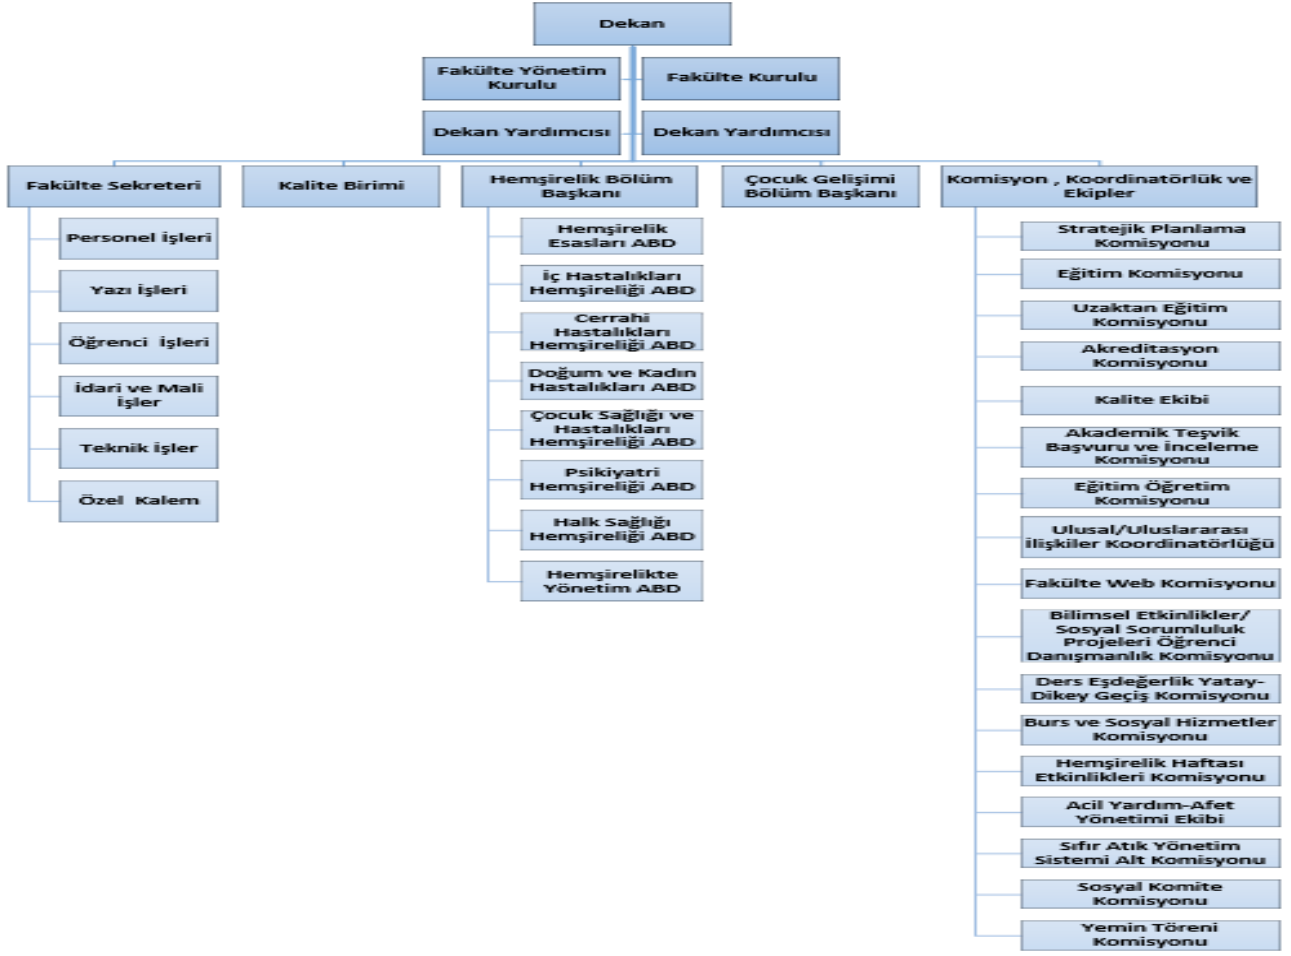 Dekan
Fakülte Yönetim
Kurulu
Fakülte Kurulu
Dekan Yardımcısı
Dekan Yardımcısı
Fakülte Sekreteri
Kalite Birimi
Hemşirelik Bölüm
Başkanı
Çocuk Gelişimi
Bölüm Başkanı
Komisyon , Koordinatörlük ve
Ekipler
Personel İşleri
Yazı İşleri
Öğrenci  İşleri
İdari ve Mali
İşler
Teknik İşler
Özel  Kalem
Hemşirelik
Esasları ABD
İç Hastalıkları
Hemşireliği ABD
Cerrahi
Hastalıkları
Hemşireliği ABD
Doğum ve Kadın
Hastalıkları ABD
Çocuk Sağlığı ve
Hastalıkları
Hemşireliği ABD
Psikiyatri
Hemşireliği ABD
Halk Sağlığı
Hemşireliği ABD
Hemşirelikte
Yönetim ABD
Stratejik Planlama
Komisyonu
Eğitim Komisyonu
Uzaktan Eğitim
Komisyonu
Akreditasyon
Komisyonu
Kalite Ekibi
Akademik Teşvik
Başvuru ve İnceleme
Komisyonu
Eğitim Öğretim
Komisyonu
Ulusal/Uluslararası
İlişkiler Koordinatörlüğü
Fakülte Web Komisyonu
Bilimsel Etkinlikler/
Sosyal Sorumluluk
Projeleri Öğrenci
Danışmanlık Komisyonu
Ders Eşdeğerlik Yatay-
Dikey Geçiş Komisyonu
Burs ve Sosyal Hizmetler
Komisyonu
Hemşirelik Haftası
Etkinlikleri Komisyonu
Acil Yardım-Afet
Yönetimi Ekibi
Sıfır Atık Yönetim
Sistemi Alt Komisyonu
Sosyal Komite
Komisyonu
Yemin Töreni
Komisyonu